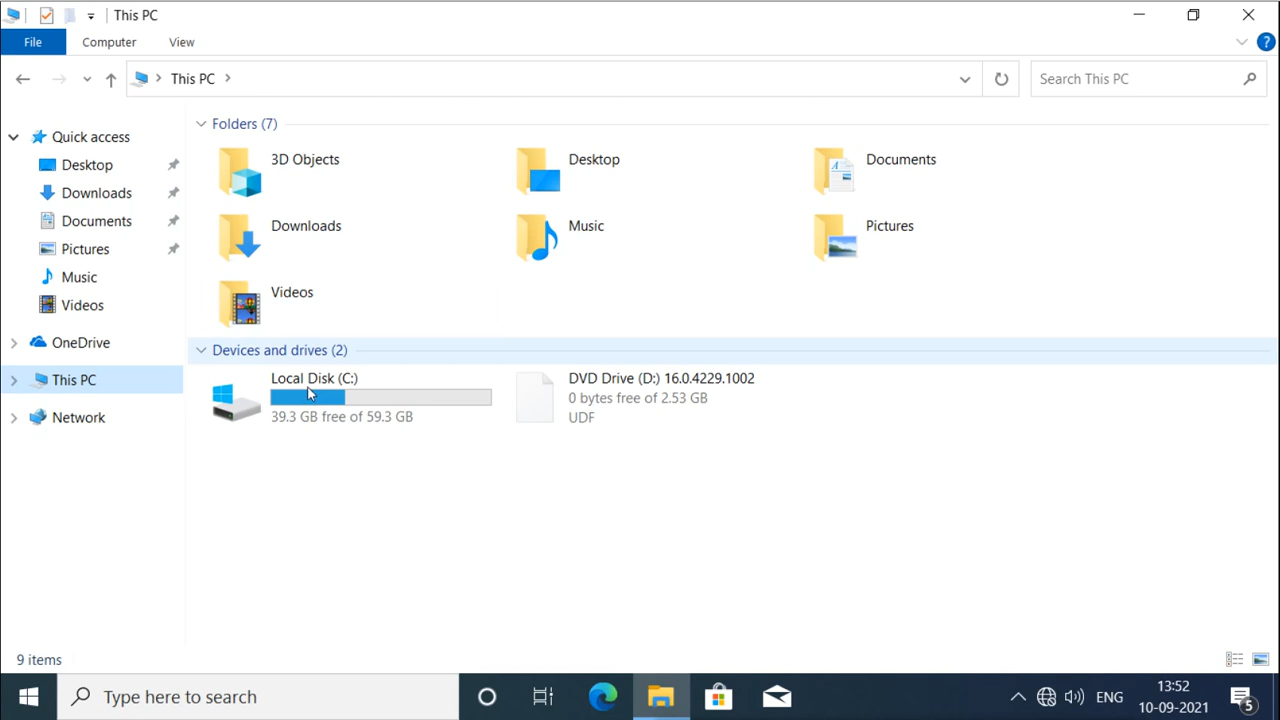 This PC
File Computer View
This PC
Search This PC
Quick access
Desktop
Downloads
Documents
Pictures
Music
Videos
OneDrive
This PC
Network
Folders (7)
3D Objects
Desktop
Documents
Downloads
Music
Pictures
Videos
Devices and drives (2)
Local Disk (C:)
39.3 GB free of 59.3 GB
DVD Drive (D:) 16.0.4229.1002
0 bytes free of 2.53 GB
UDF
9 items
Type here to search
ENG
13:52
10-09-2021
5